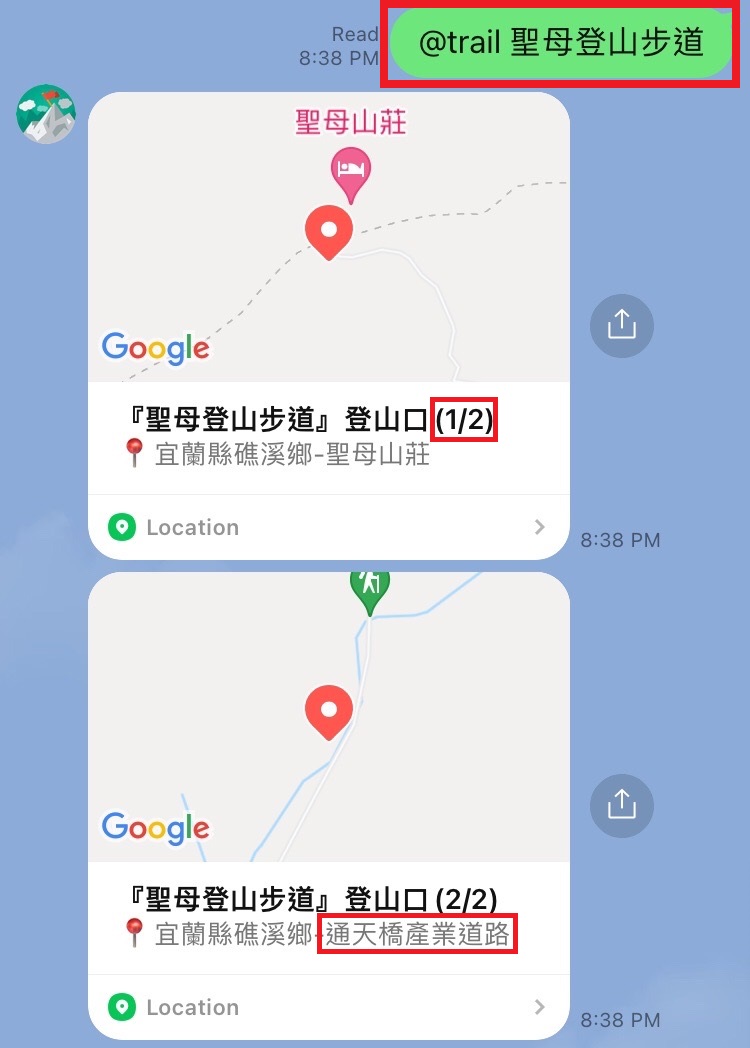 Read
8:38 PM
@trail 聖母登山步道
聖母山莊
Google
『聖母登山步道』登山口 (1/2)
宜蘭縣礁溪鄉-聖母山莊
Location
8:38 PM
Google
『聖母登山步道』登山口 (2/2)
宜蘭縣礁溪鄉-通天橋產業道路
Location
8:38 PM